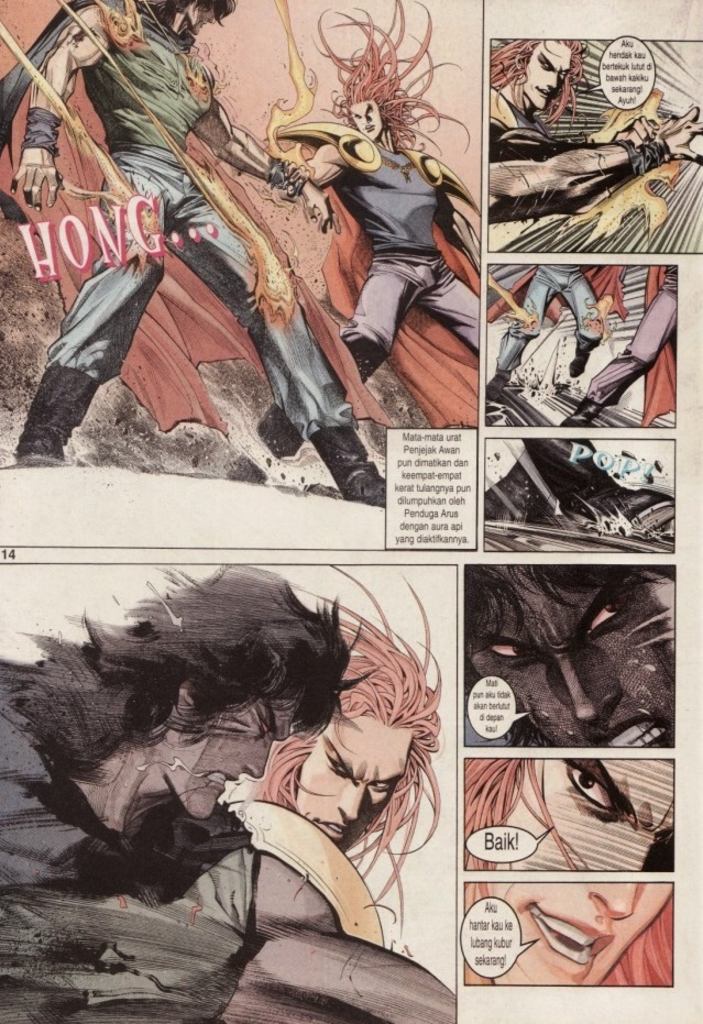 HONG...
Mata-mata urat
Penjejak Gawang
pun dimatikan dan
keempat-empat
kerat tulangnya pun
dilumpuhkan oleh
Penduga Arus
dengan aura api
yang diaktifkannya.
Aku
hendak kau
bertekuk lutut di
bawah kakiku
sekarang!
Ayuh!
POP!
14
Mati
pun aku tidak
akan berlutut
di depan
kau!
Baik!
Aku
hantar kau ke
lubang kubur
sekarang!